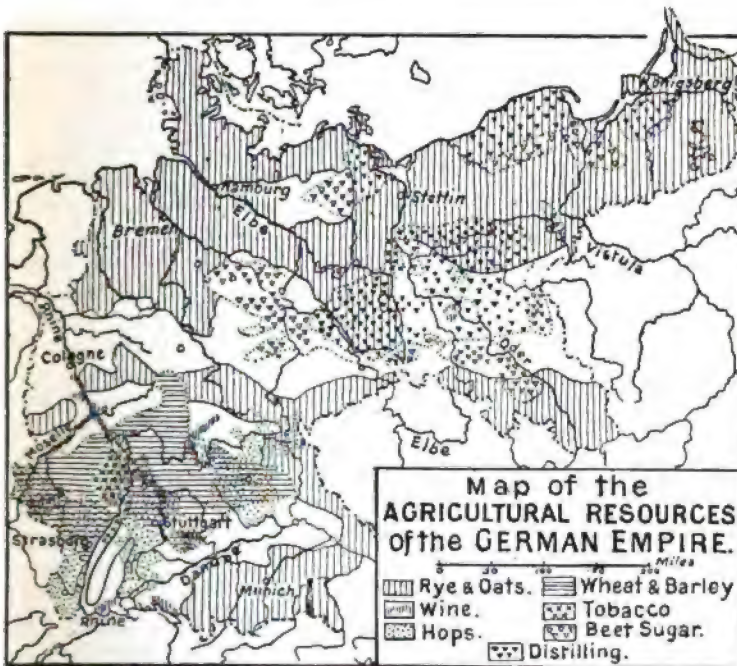 Königsberg
Hamburg
Stettin
Elbe
Bremen
Vistula
Rhine
Cologne
Oder
Moselle
Elbe
Stuttgart
Strasburg
Danube
Munich
Rhine
Map of the
AGRICULTURAL RESOURCES
of the GERMAN EMPIRE.
Miles
Rye & Oats. Wheat & Barley
Wine. Tobacco
Hops. Beet Sugar.
Distilling.